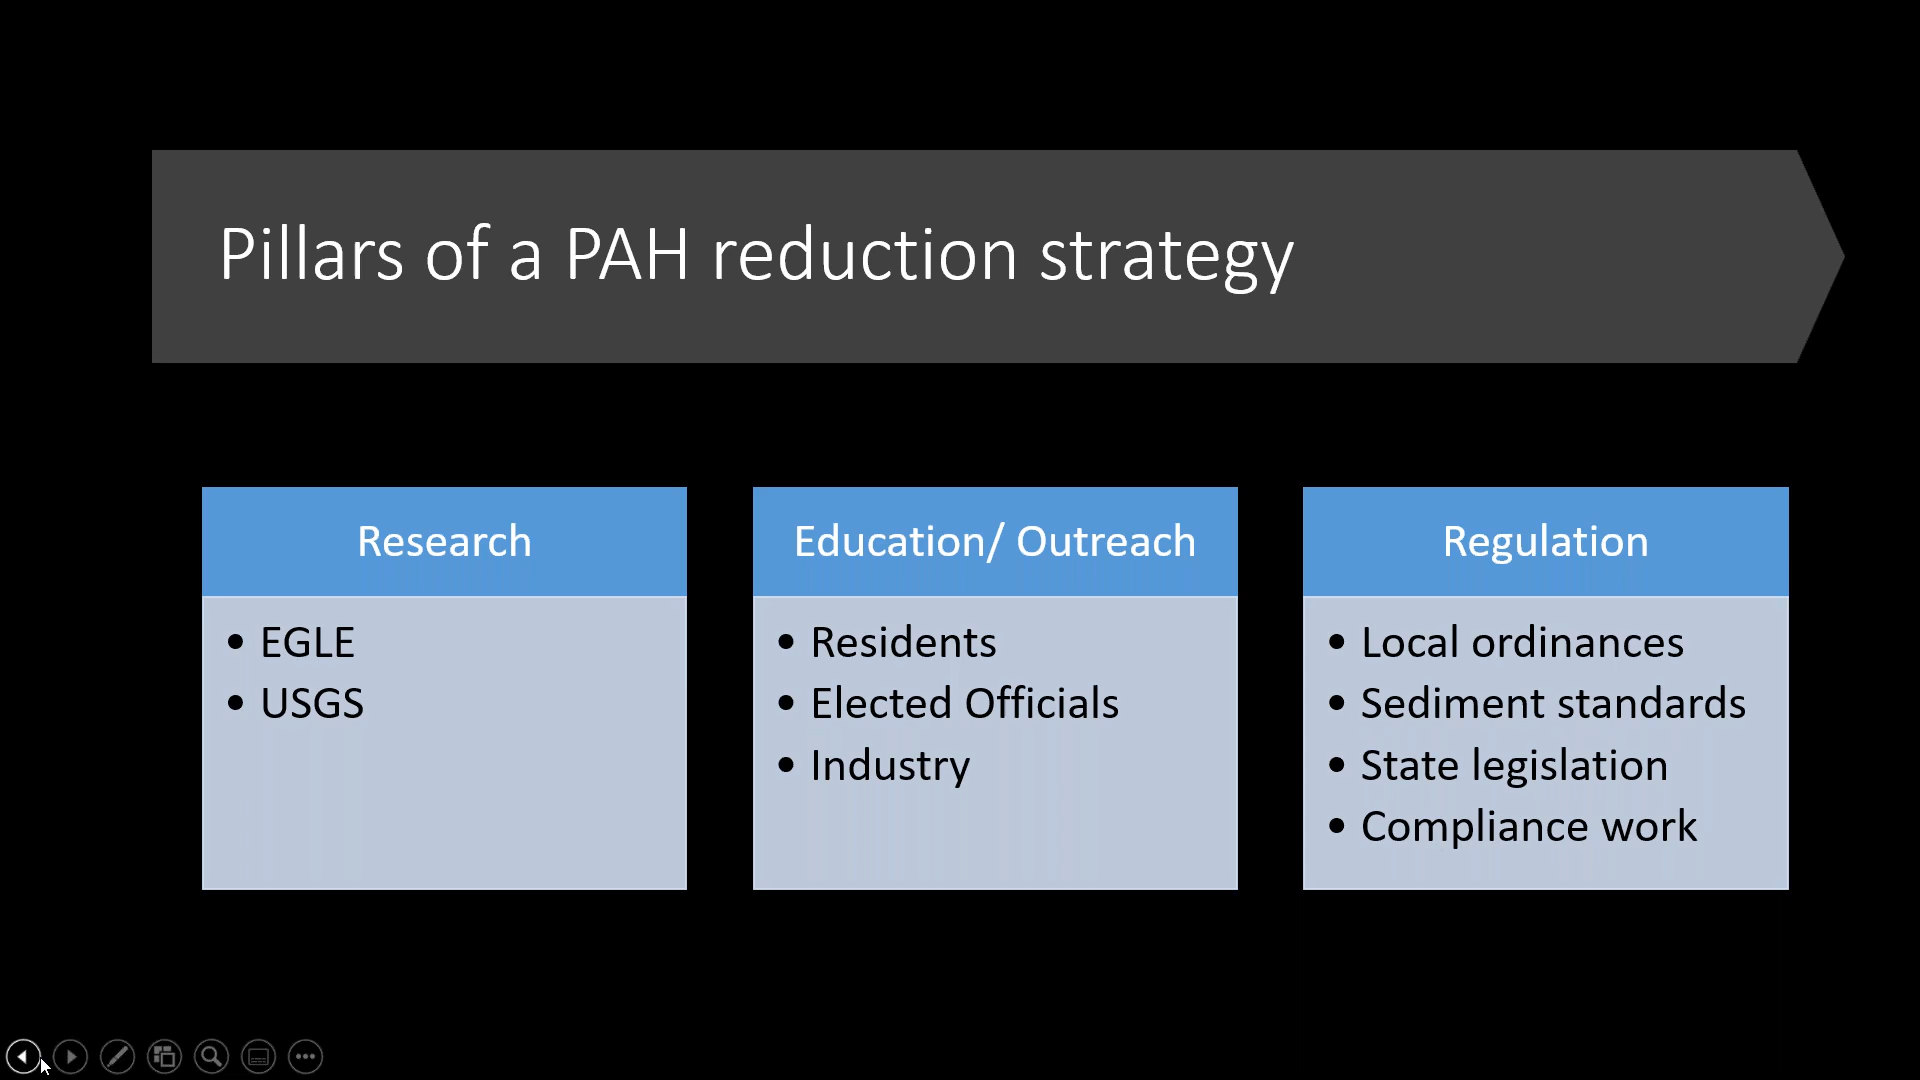 Pillars of a PAH reduction strategy
Research
• EGLE
• USGS
Education/ Outreach
• Residents
• Elected Officials
• Industry
Regulation
• Local ordinances
• Sediment standards
• State legislation
• Compliance work